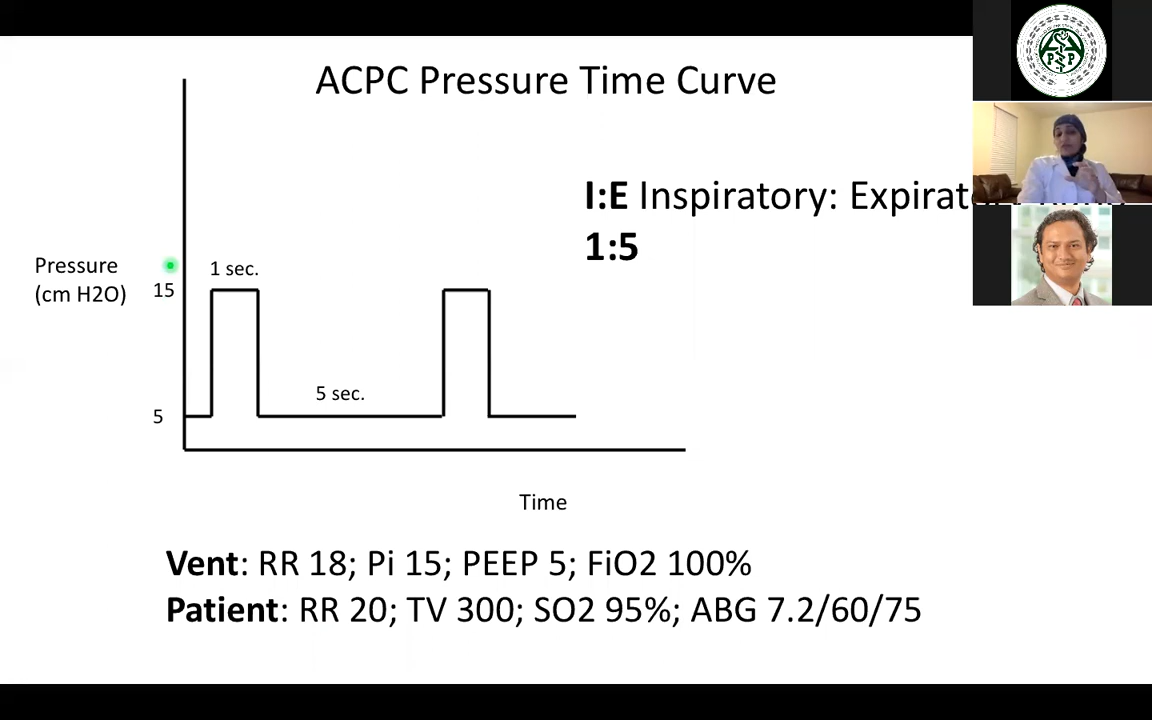 ACPC Pressure Time Curve
I:E Inspiratory: Expirat
1:5
Pressure
(cm H2O)
1 sec.
15
5 sec.
5
Time
Vent: RR 18; Pi 15; PEEP 5; FiO2 100%
Patient: RR 20; TV 300; SO2 95%; ABG 7.2/60/75